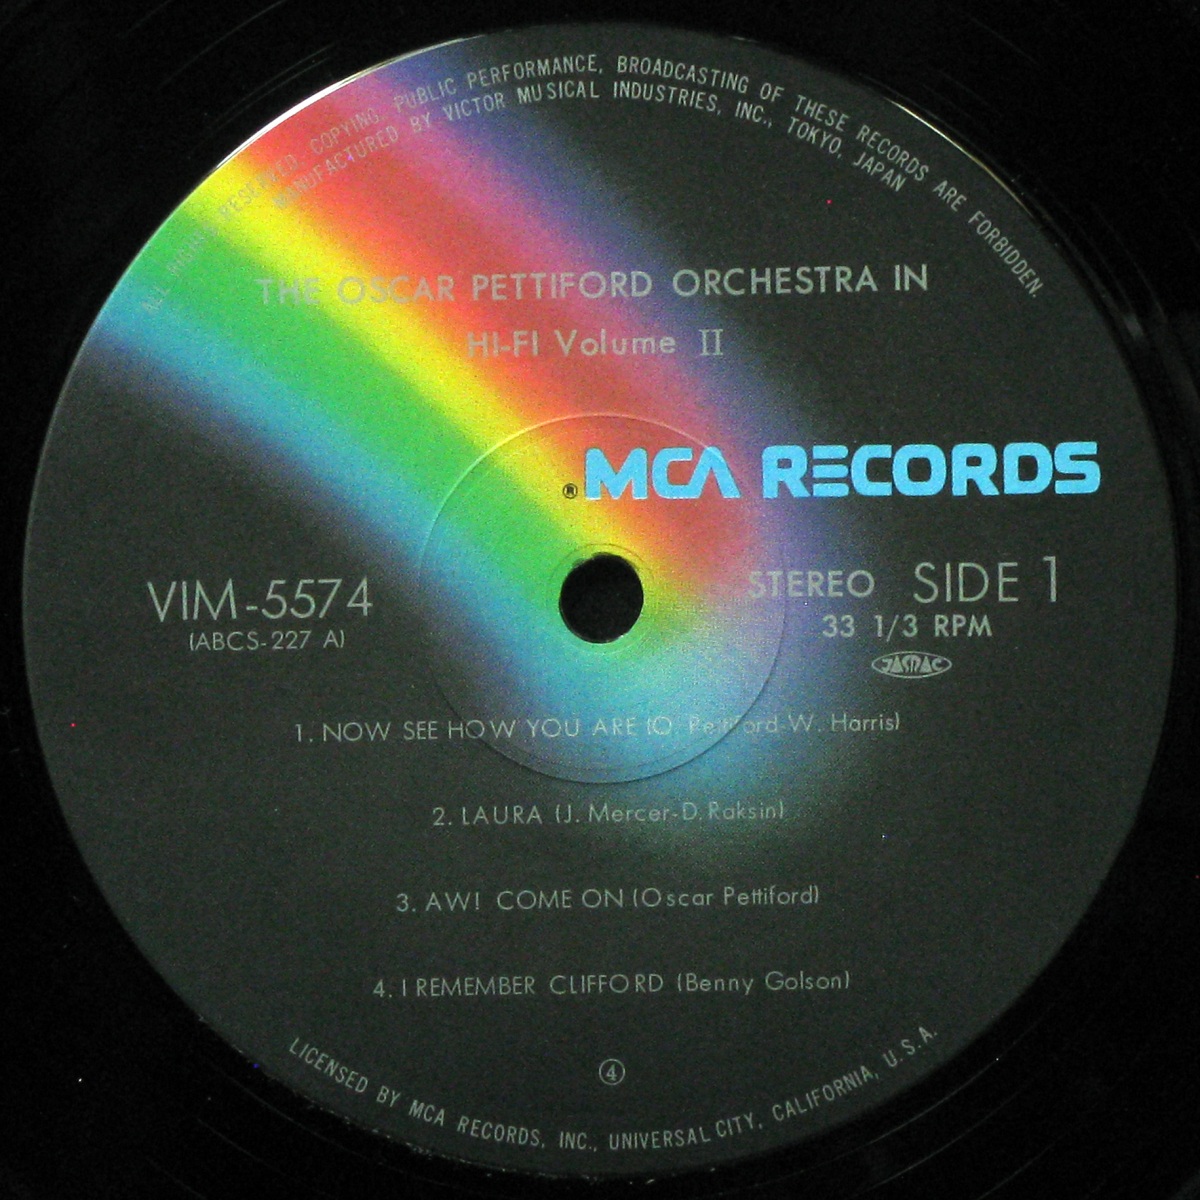 ALL RIGHTS RESERVED. COPYING, PUBLIC PERFORMANCE, BROADCASTING OF THESE RECORDS ARE FORBIDDEN.
MANUFACTURED BY VICTOR MUSICAL INDUSTRIES, INC., TOKYO, JAPAN
THE OSCAR PETTIFORD ORCHESTRA IN
HI-FI Volume II
® MCA RECORDS
VIM-5574
(ABCS-227 A)
STEREO SIDE 1
33 1/3 RPM
JASRAC
1. NOW SEE HOW YOU ARE (O. Pettiford-W. Harris)
2. LAURA (J. Mercer-D. Raksin)
3. AW! COME ON (Oscar Pettiford)
4. I REMEMBER CLIFFORD (Benny Golson)
④
LICENSED BY MCA RECORDS, INC., UNIVERSAL CITY, CALIFORNIA, U.S.A.